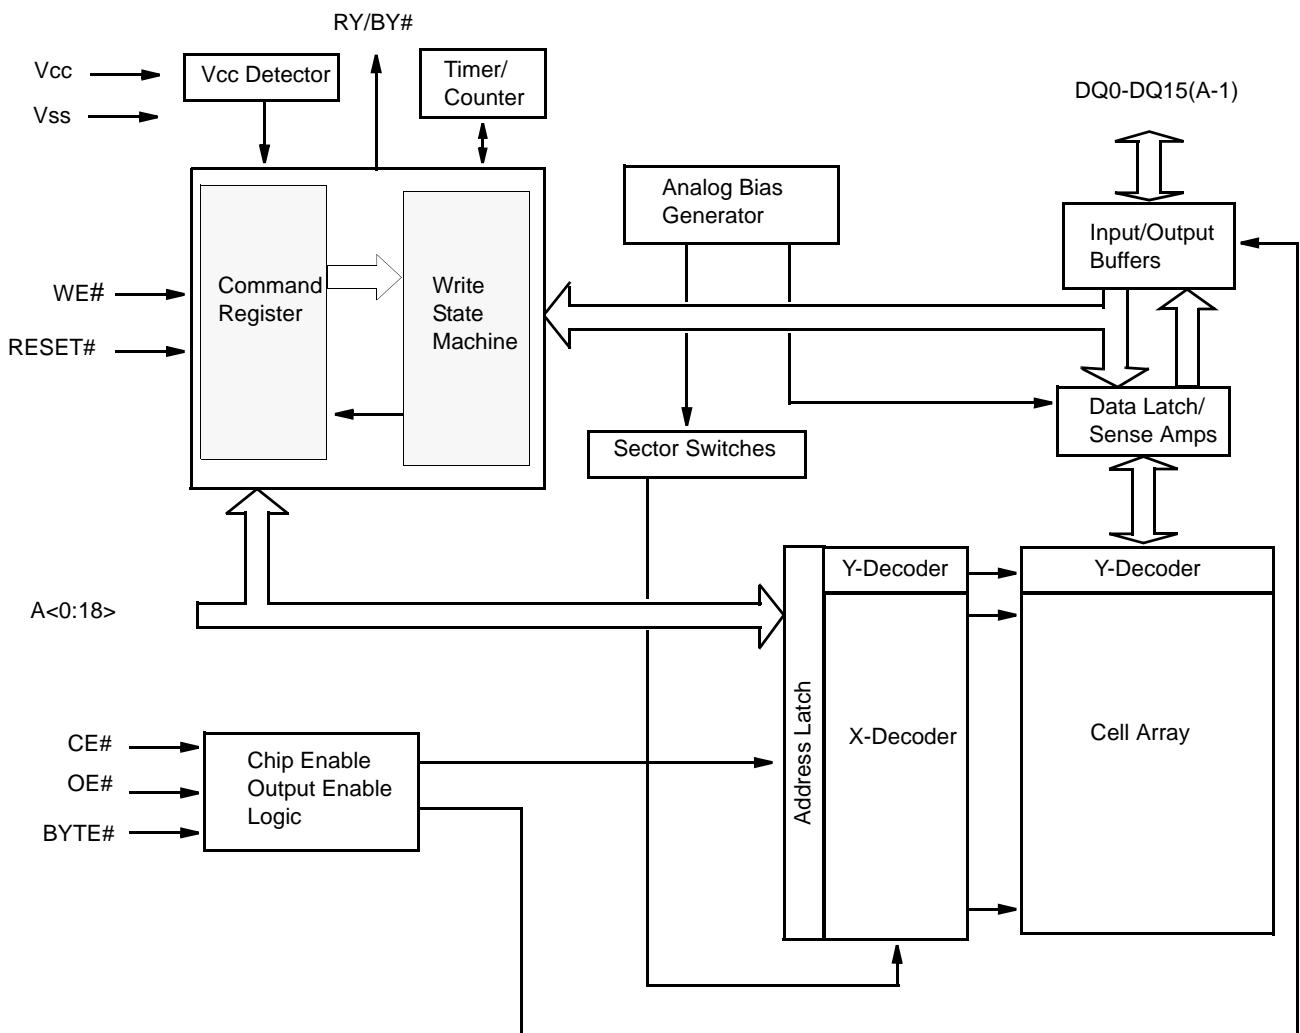 RY/BY#
Vcc
Vss
Vcc Detector
Timer/
Counter
DQ0-DQ15(A-1)
Analog Bias
Generator
Input/Output
Buffers
WE#
RESET#
Command
Register
Write
State
Machine
Data Latch/
Sense Amps
Sector Switches
A<0:18>
Y-Decoder
Y-Decoder
Address Latch
X-Decoder
Cell Array
CE#
OE#
BYTE#
Chip Enable
Output Enable
Logic